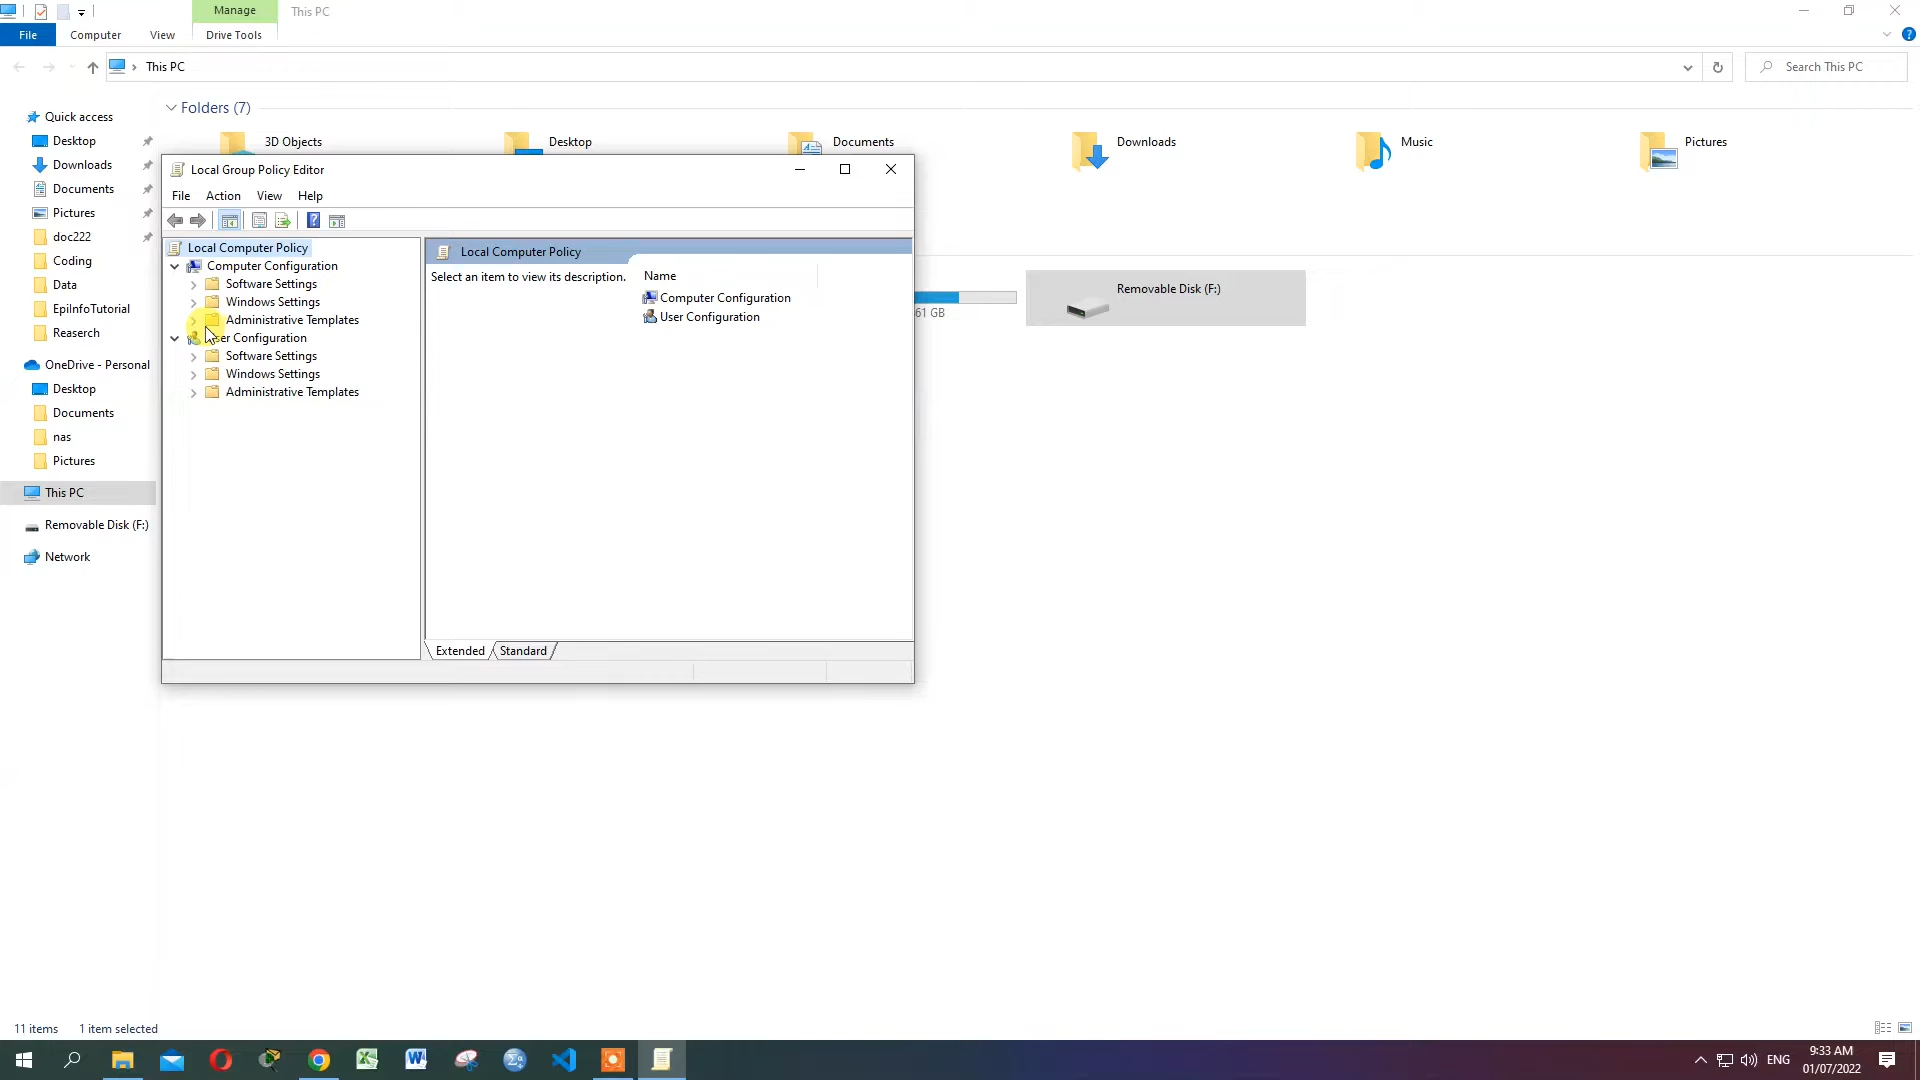 Manage
This PC
File
Computer
View
Drive Tools
This PC
Search This PC
Quick access
Desktop
Downloads
Documents
Pictures
doc222
Coding
Data
EpiInfoTutorial
Reaserch
OneDrive - Personal
Desktop
Documents
nas
Pictures
This PC
Removable Disk (F:)
Network
Folders (7)
3D Objects
Desktop
Documents
Downloads
Music
Pictures
Removable Disk (F:)
61 GB
Local Group Policy Editor
File
Action
View
Help
Local Computer Policy
Computer Configuration
Software Settings
Windows Settings
Administrative Templates
User Configuration
Software Settings
Windows Settings
Administrative Templates
Local Computer Policy
Select an item to view its description.
Name
Computer Configuration
User Configuration
Extended
Standard
11 items
1 item selected
ENG
9:33 AM
01/07/2022